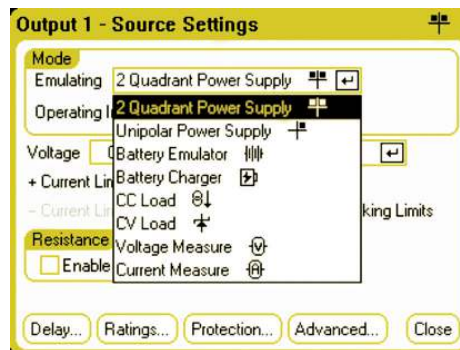 Output 1 - Source Settings
Mode
Emulating 2 Quadrant Power Supply
Operating I
2 Quadrant Power Supply
Unipolar Power Supply
Battery Emulator
Battery Charger
CC Load
CV Load
Voltage Measure
Current Measure
Voltage
+ Current Lim
- Current Lim
king Limits
Resistance
Enable
Delay...) Ratings... Protection... Advanced... Close